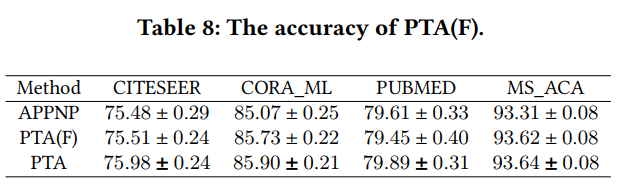 Table 8: The accuracy of PTA(F).
Method CITESEER CORA_ML PUBMED MS_ACA
APPNP 75.48 ± 0.29 85.07 ± 0.25 79.61 ± 0.33 93.31 ± 0.08
PTA(F) 75.51 ± 0.24 85.73 ± 0.22 79.45 ± 0.40 93.62 ± 0.08
PTA 75.98 ± 0.24 85.90 ± 0.21 79.89 ± 0.31 93.64 ± 0.08